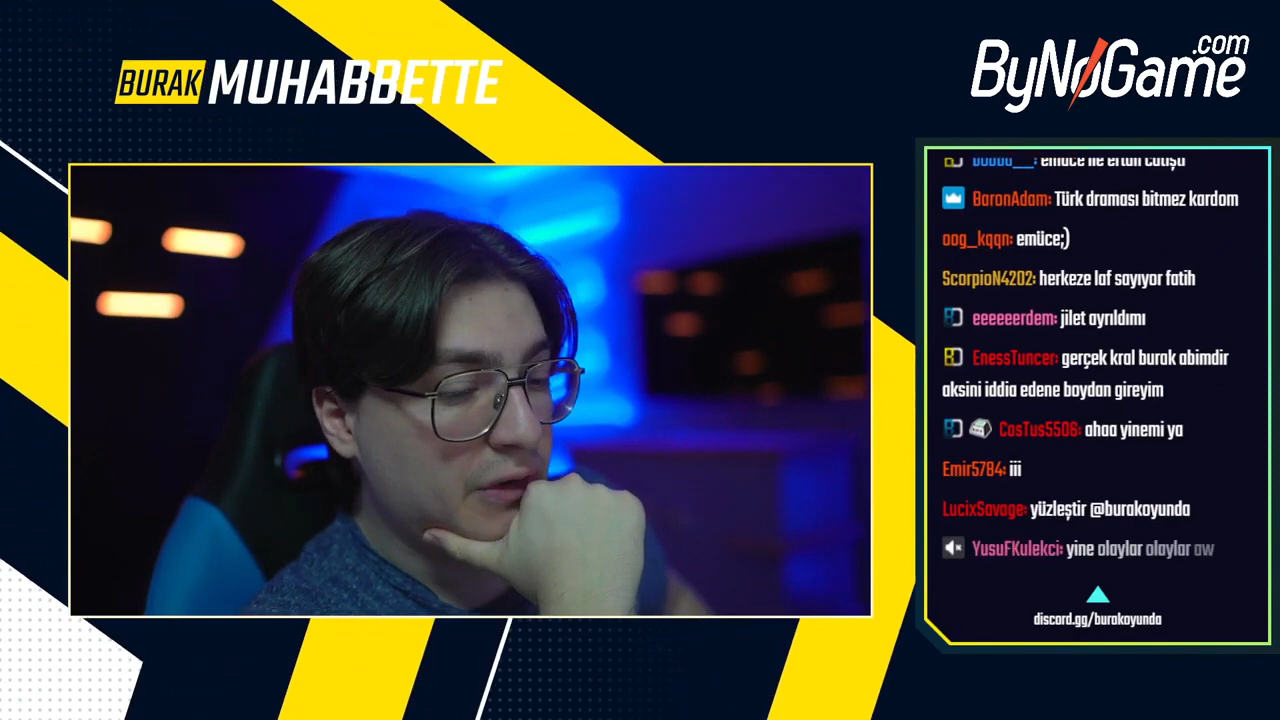 BURAK MUHABBETTE
ByNoGame.com
emüce ile ertan çatıştı
BaronAdam: Türk draması bitmez kardom
oog_kqqn: emüce;)
ScorpioN4202: herkeze laf sayıyor fatih
eeeeeerdem: jilet ayrıldımı
EnessTuncer: gerçek kral burak abimdir
aksini iddia edene boydan gireyim
CosTus5506: ahaa yinemi ya
Emir5784: iii
LucixSavage: yüzleştir @burakoyunda
YusuFKulekci: yine olaylar olaylar aw
discord.gg/burakoyunda